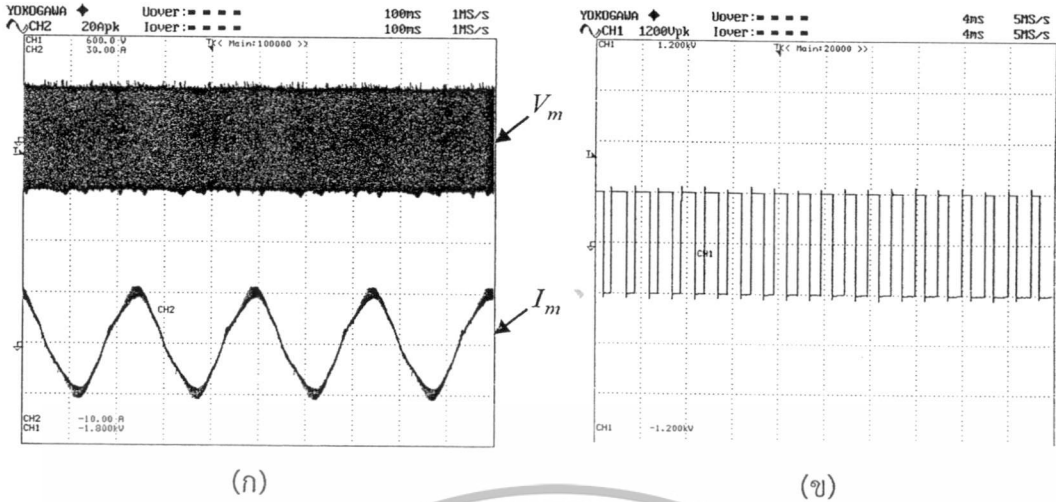 YOKOGAWA ◆ Uover:■ ■ ■ ■ 100ms 1MS/s
CH2 20Apk Iover:■ ■ ■ ■ 100ms 1MS/s
CH1 600.0 V << Main:100000 >>
CH2 30.00 A
CH2
CH2 -10.00 A
CH1 -1.800kV
V_m
I_m
(ก)
YOKOGAWA ◆ Uover:■ ■ ■ ■ 4ms 5MS/s
CH1 1200Vpk Iover:■ ■ ■ ■ 4ms 5MS/s
CH1 1.200kV << Main:20000 >>
CH1
CH1 -1.200kV
(ข)